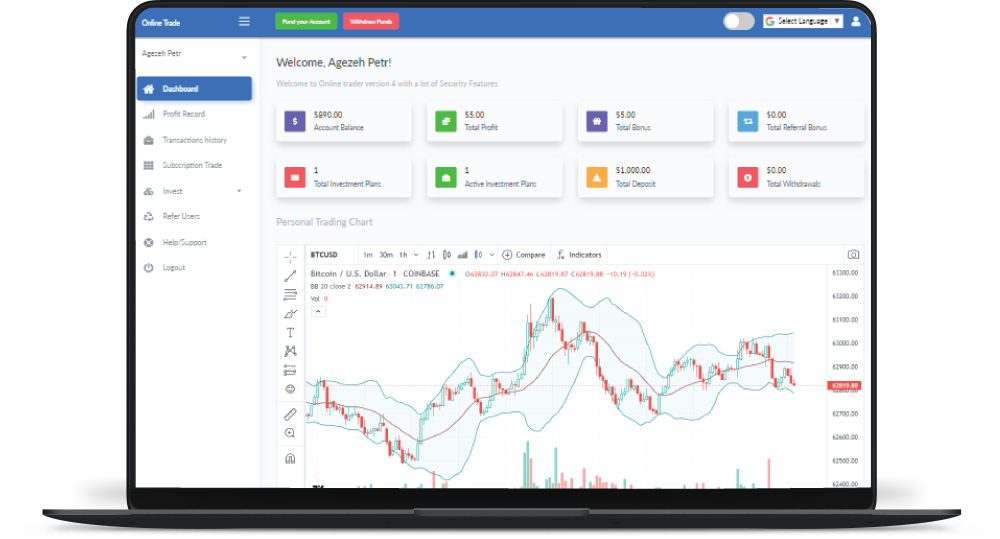 Online Trade
Fund your Account
Withdraw Funds
Select Language
Agezeh Petr
Dashboard
Profit Record
Transactions history
Subscription Trade
Invest
Refer Users
Help/Support
Logout
Welcome, Agezeh Petr!
Welcome to Online trader version 4 with a lot of Security Features
$890.00
Account Balance
$5.00
Total Profit
$5.00
Total Bonus
$0.00
Total Referral Bonus
1
Total Investment Plans
1
Active Investment Plans
$1,000.00
Total Deposit
$0.00
Total Withdrawals
Personal Trading Chart
BTCUSD 1m 30m 1h Compare Indicators
Bitcoin / U.S. Dollar · 1 · COINBASE O62830.07 H62847.46 L62819.87 C62819.88 −10.19 (−0.02%)
BB 20 close 2 62914.89 63043.71 62786.07
Vol 0
63300.00
63200.00
63100.00
63000.00
62900.00
62819.88
62800.00
62700.00
62600.00
62500.00
62400.00